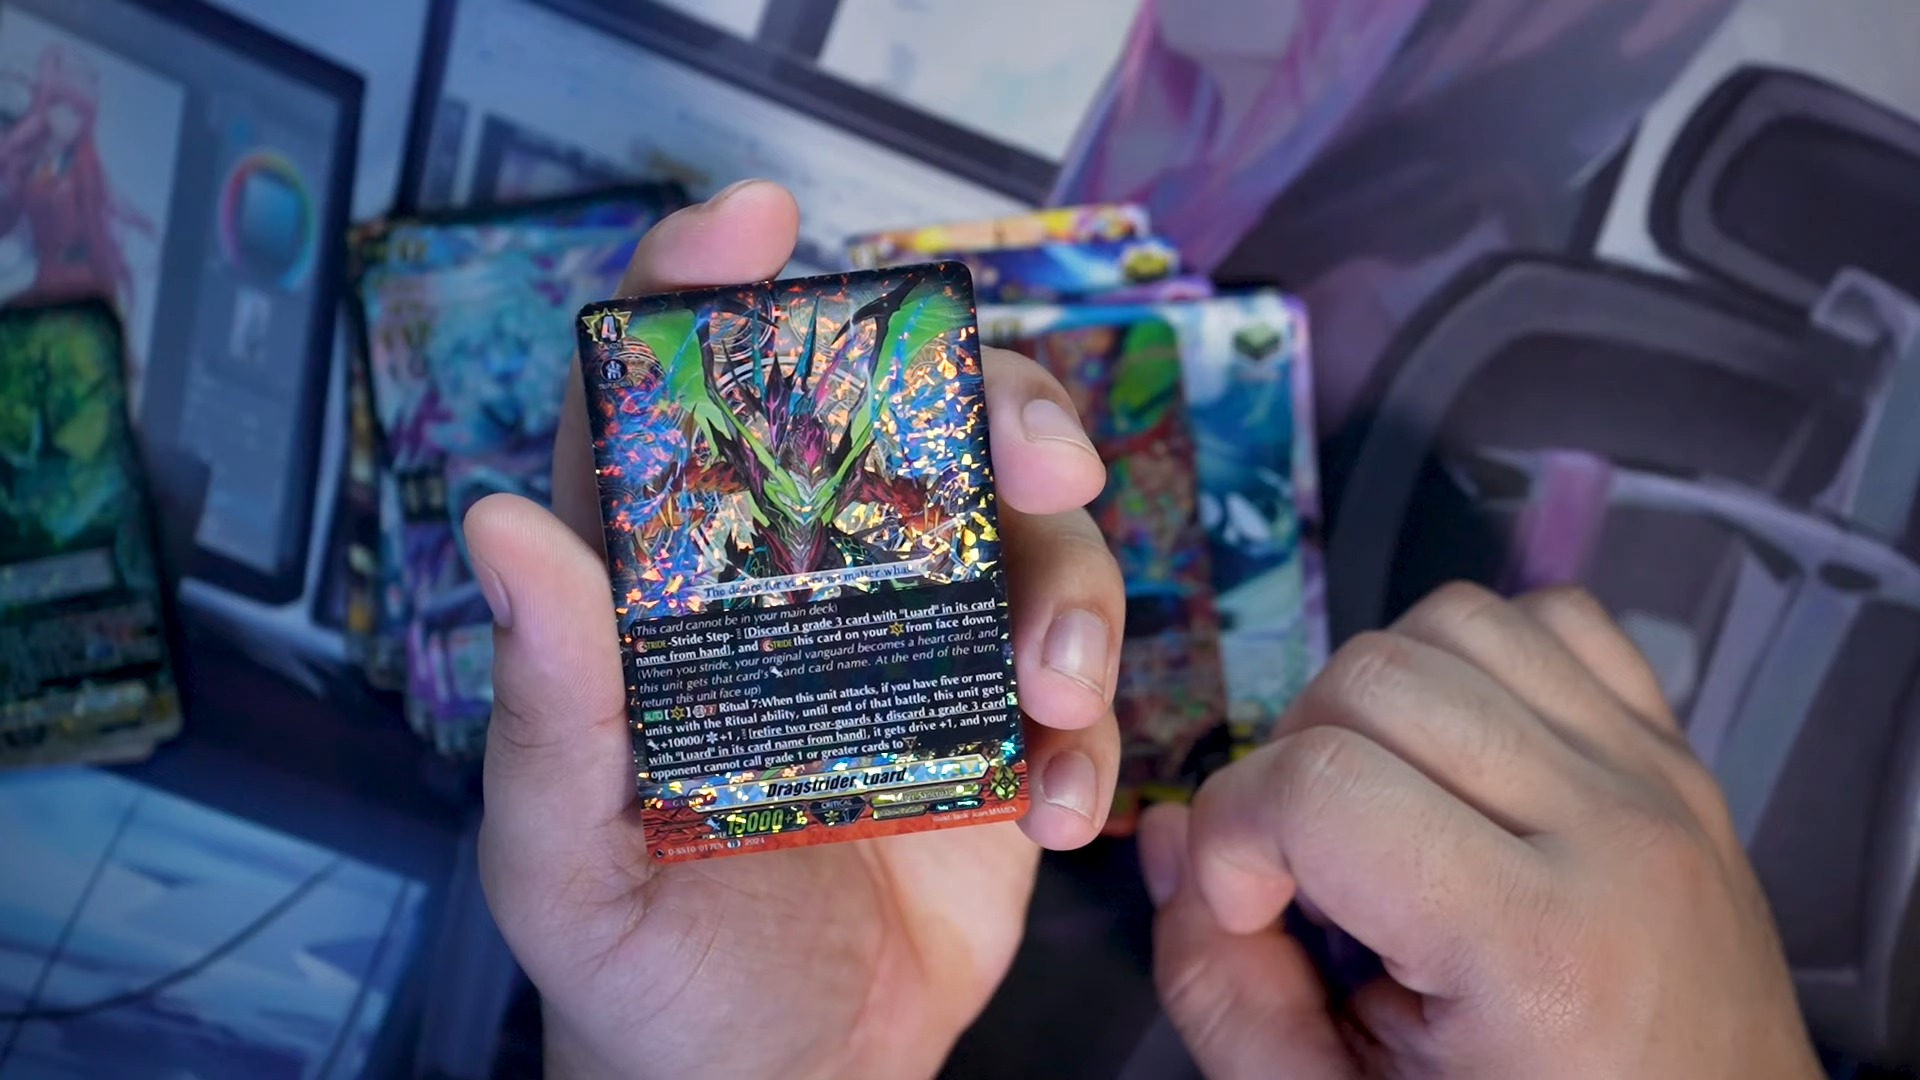 4
The desire for victory no matter what
(This card cannot be in your main deck)
STRIDE-Stride Step-[Discard a grade 3 card with "Luard" in its card
name from hand], and STRIDE this card on your from face down.
(When you stride, your original vanguard becomes a heart card, and
this unit gets that card's and card name. At the end of the turn,
return this unit face up)
AUTO[ ] 2 Ritual 7:When this unit attacks, if you have five or more
units with the Ritual ability, until end of that battle, this unit gets
+10000/ +1, [retire two rear-guards & discard a grade 3 card
with "Luard" in its card name from hand], it gets drive +1, and your
opponent cannot call grade 1 or greater cards to
Dragstrider Luard
CRITICAL
15000+ 1
2024